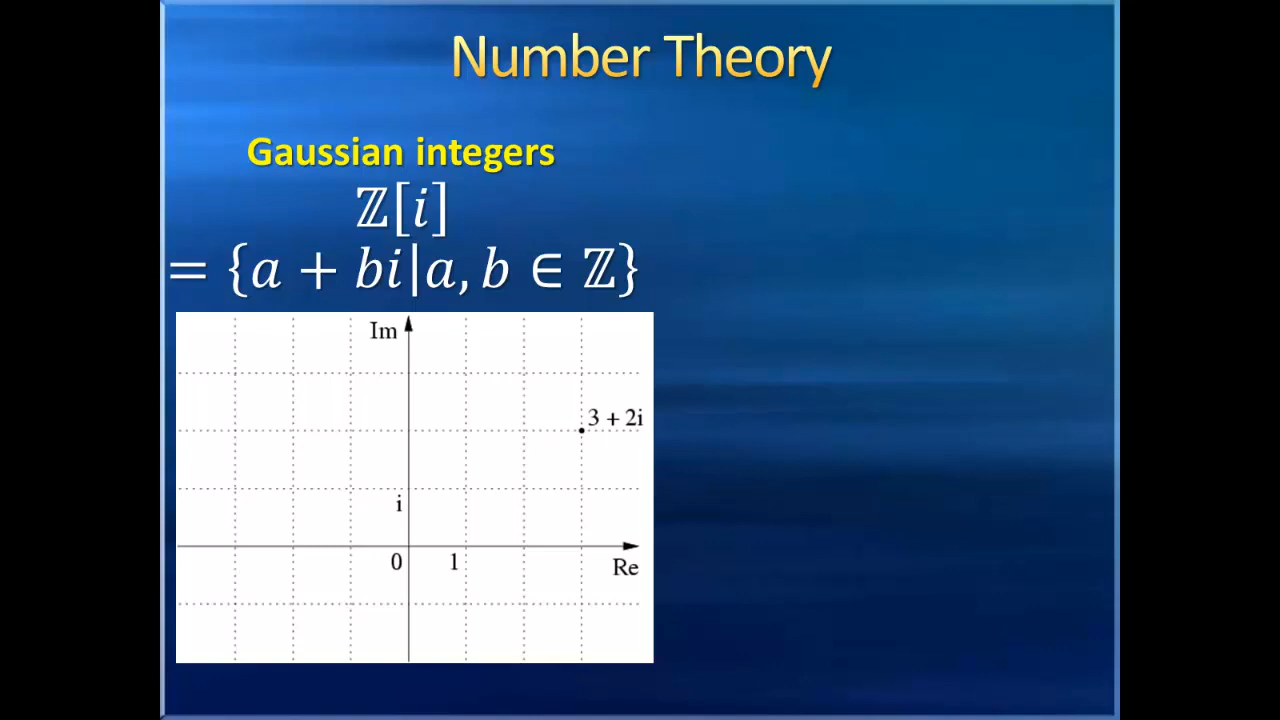 Number Theory
Gaussian integers
ℤ[i]
= {a + bi|a, b ∈ ℤ}
Im
3 + 2i
i
0 1
Re